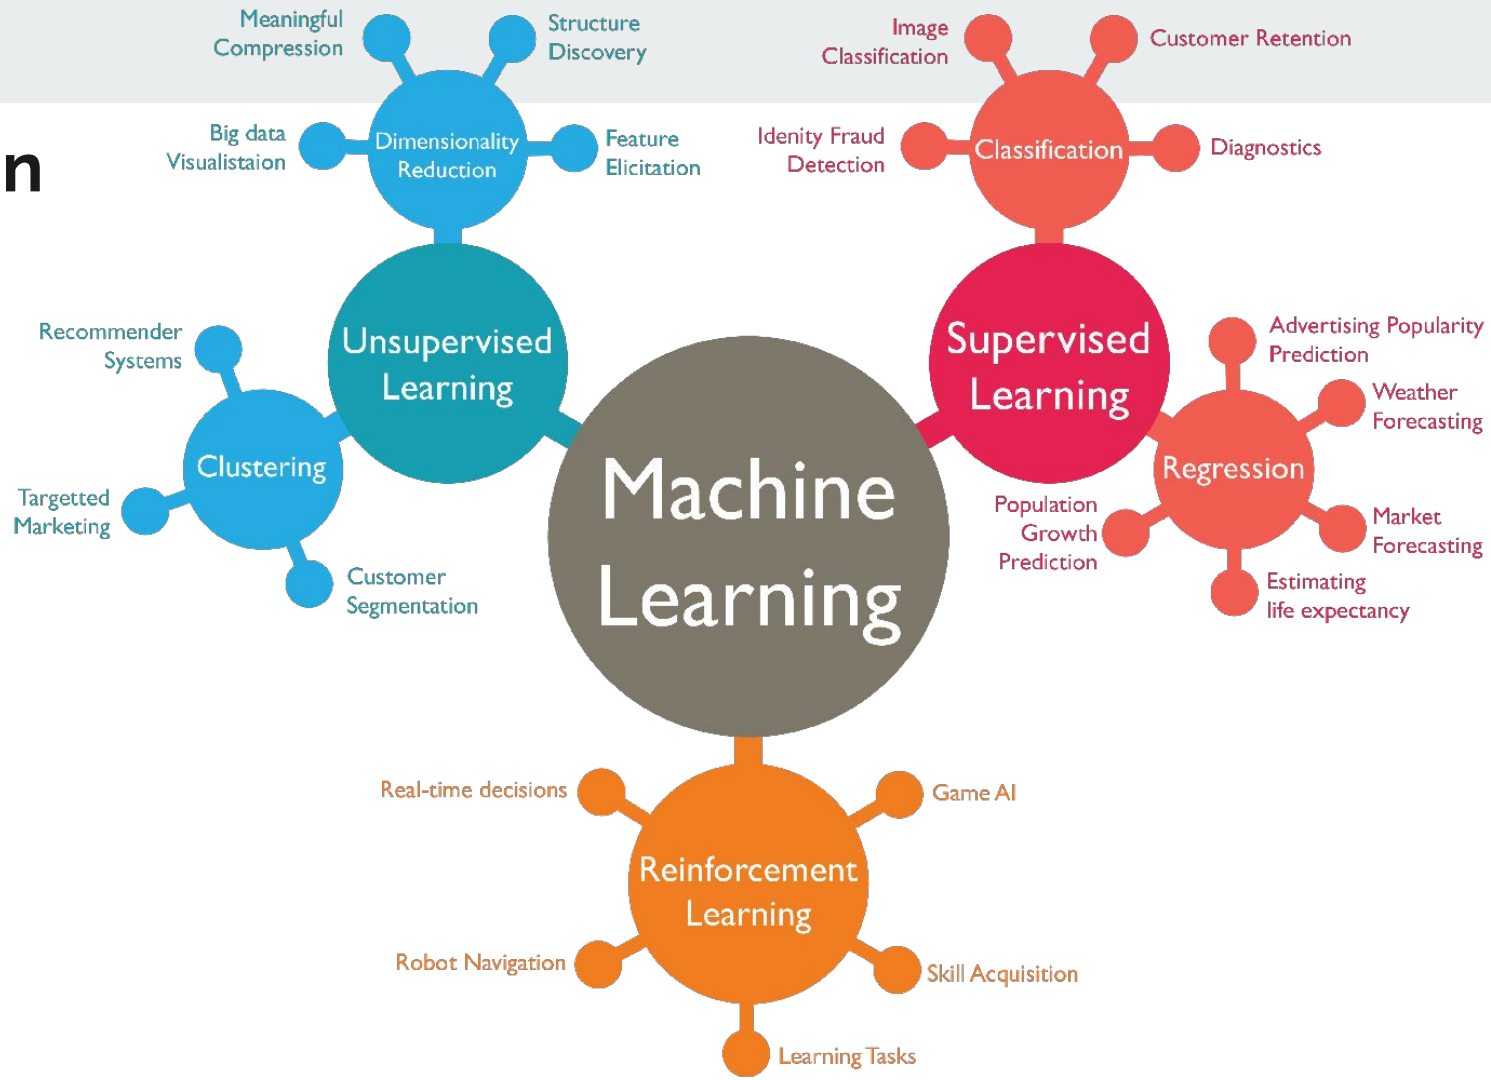 Meaningful
Compression
Structure
Discovery
Big data
Visualistaion
Dimensionality
Reduction
Feature
Elicitation
Image
Classification
Customer Retention
Idenity Fraud
Detection
Classification
Diagnostics
n
Unsupervised
Learning
Supervised
Learning
Recommender
Systems
Clustering
Targetted
Marketing
Customer
Segmentation
Advertising Popularity
Prediction
Weather
Forecasting
Regression
Population
Growth
Prediction
Market
Forecasting
Estimating
life expectancy
Machine
Learning
Real-time decisions
Game AI
Reinforcement
Learning
Robot Navigation
Skill Acquisition
Learning Tasks